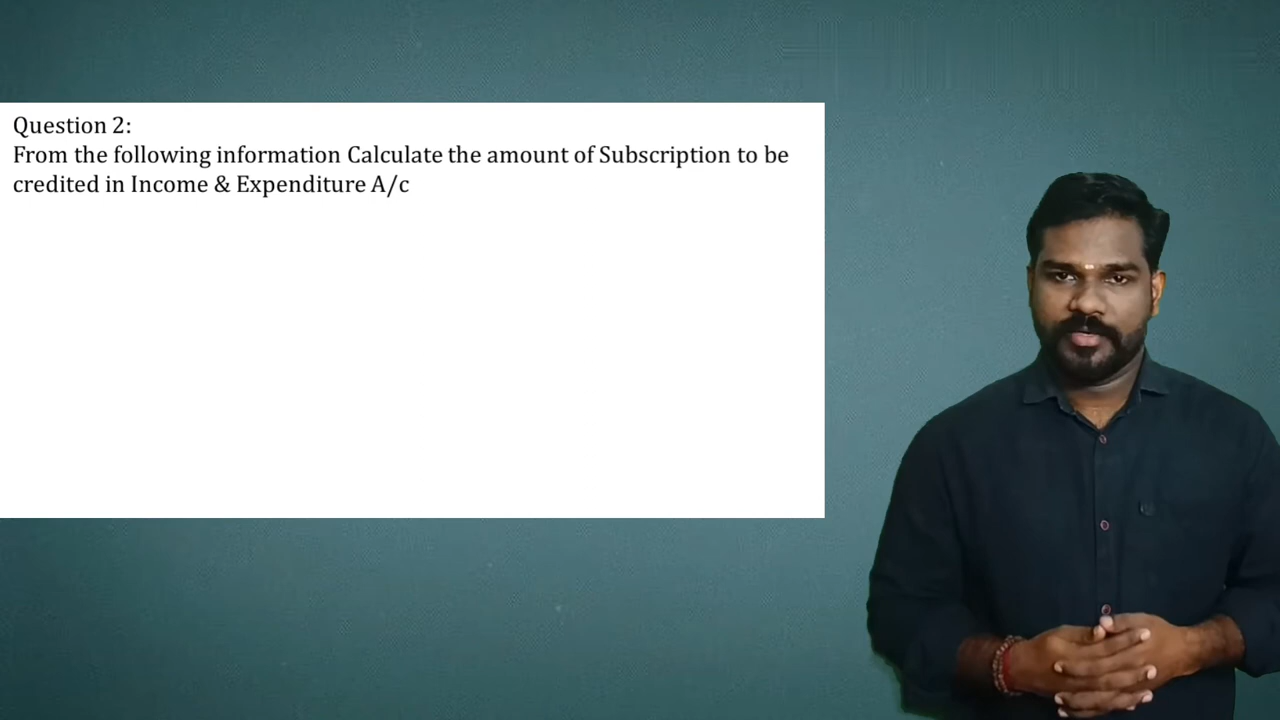 Question 2:
From the following information Calculate the amount of Subscription to be
credited in Income & Expenditure A/c